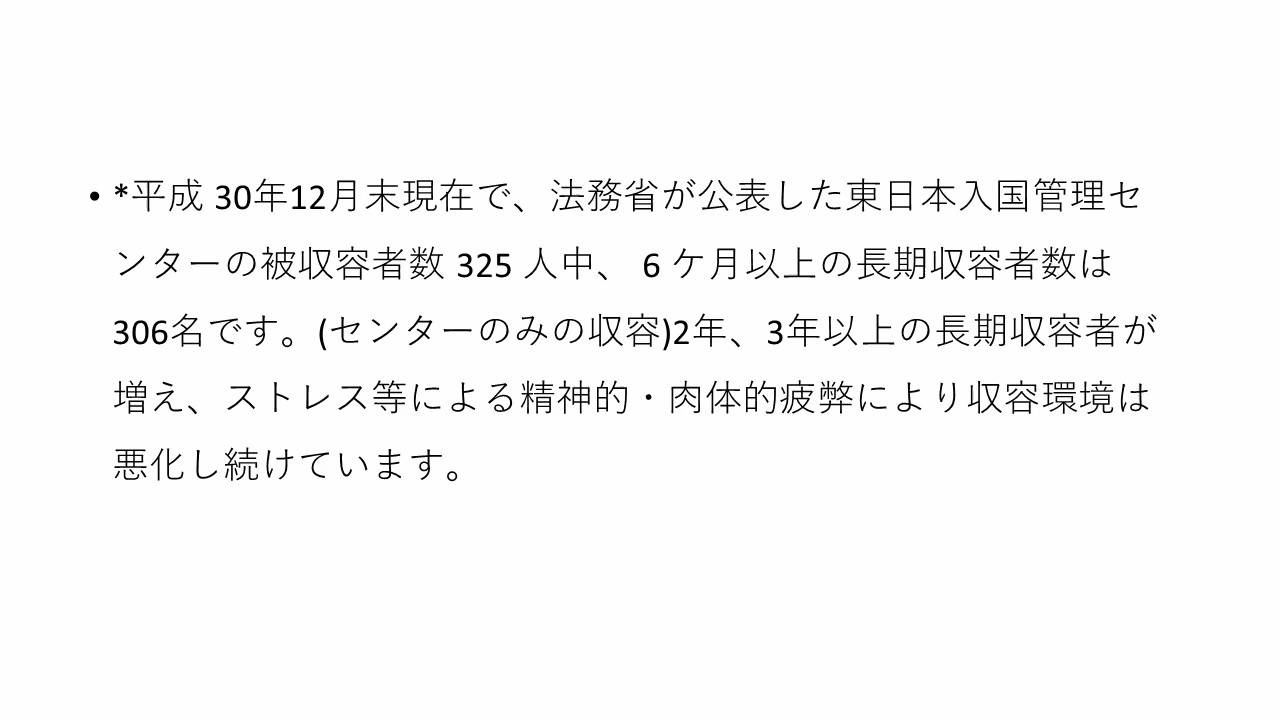 • *平成 30年12月末現在で、法務省が公表した東日本入国管理セ
ンターの被収容者数 325 人中、 6 ケ月以上の長期収容者数は
306名です。(センターのみの収容)2年、3年以上の長期収容者が
増え、ストレス等による精神的・肉体的疲弊により収容環境は
悪化し続けています。